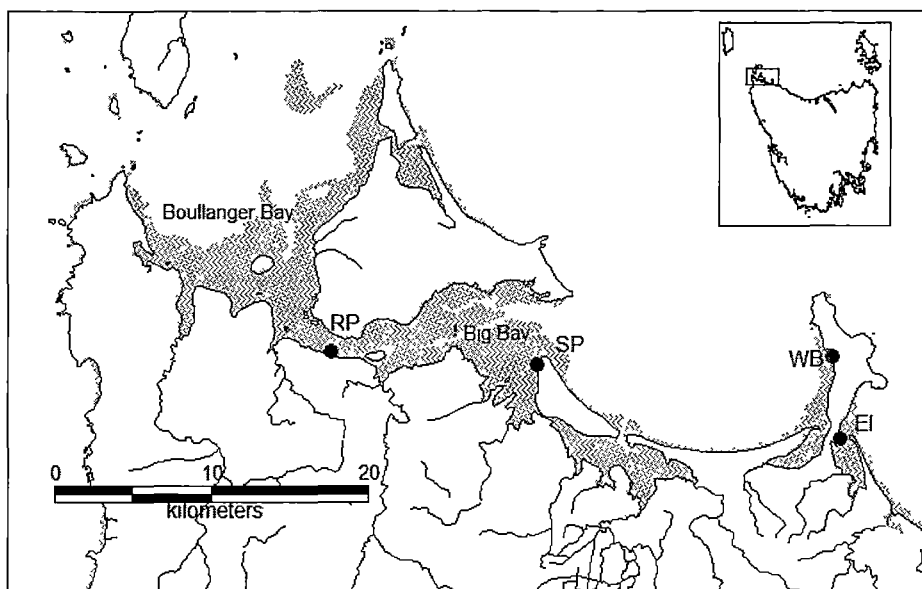 Boullanger Bay
RP
Big Bay
SP
WB
EI
0 10 20
kilometers